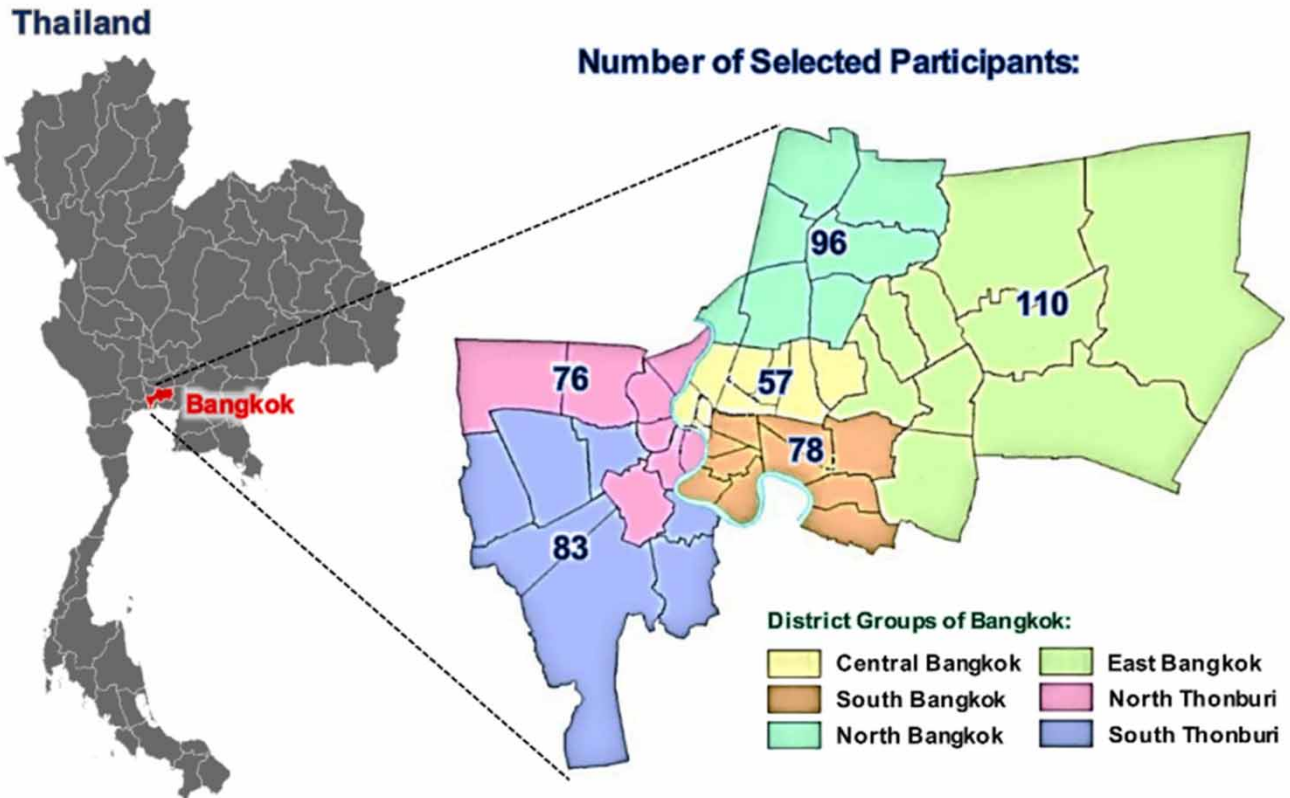 Thailand
Number of Selected Participants:
96
110
76
57
Bangkok
78
83
District Groups of Bangkok:
Central Bangkok
East Bangkok
South Bangkok
North Thonburi
North Bangkok
South Thonburi